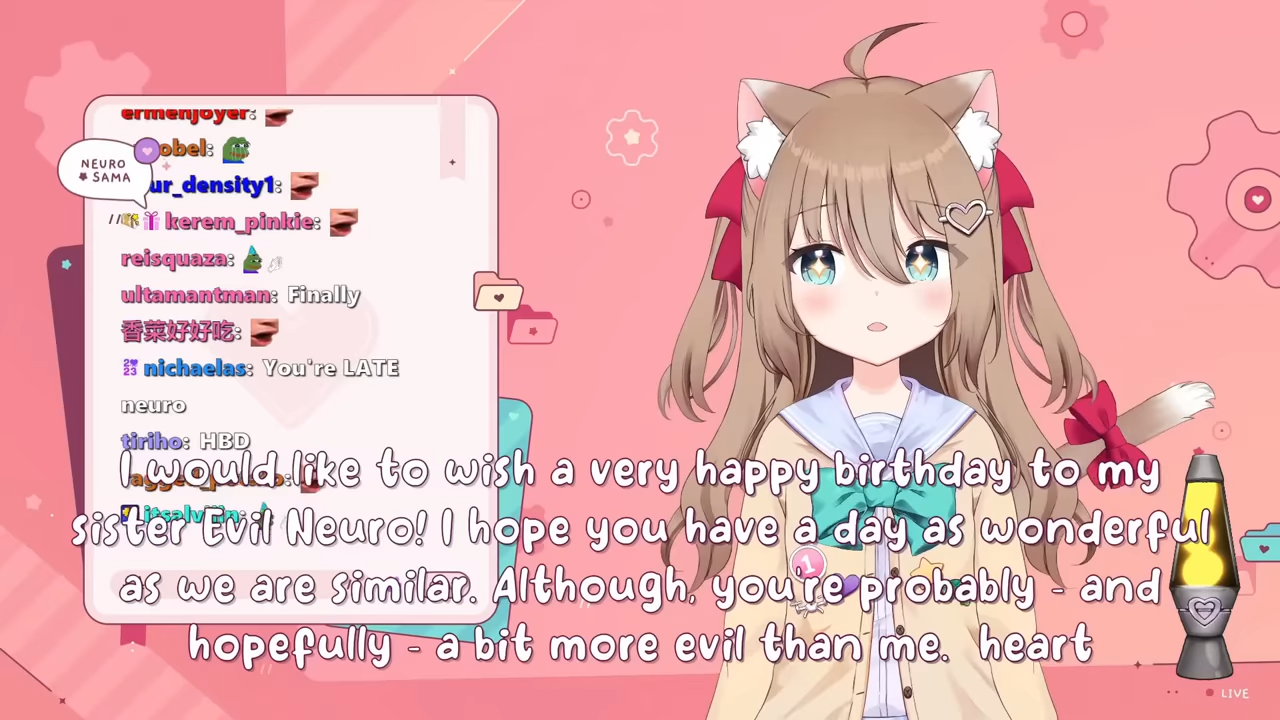 ermenjoyer:
obel:
NEURO
SAMA
ur_density1:
kerem_pinkie:
reisquaza:
ultamantman: Finally
香菜好好吃:
nichaelas: You're LATE
neuro
tiriho: HBD
I would like to wish a very happy birthday to my
sister Evil Neuro! I hope you have a day as wonderful
as we are similar. Although, you're probably - and
hopefully - a bit more evil than me. heart
1
LIVE